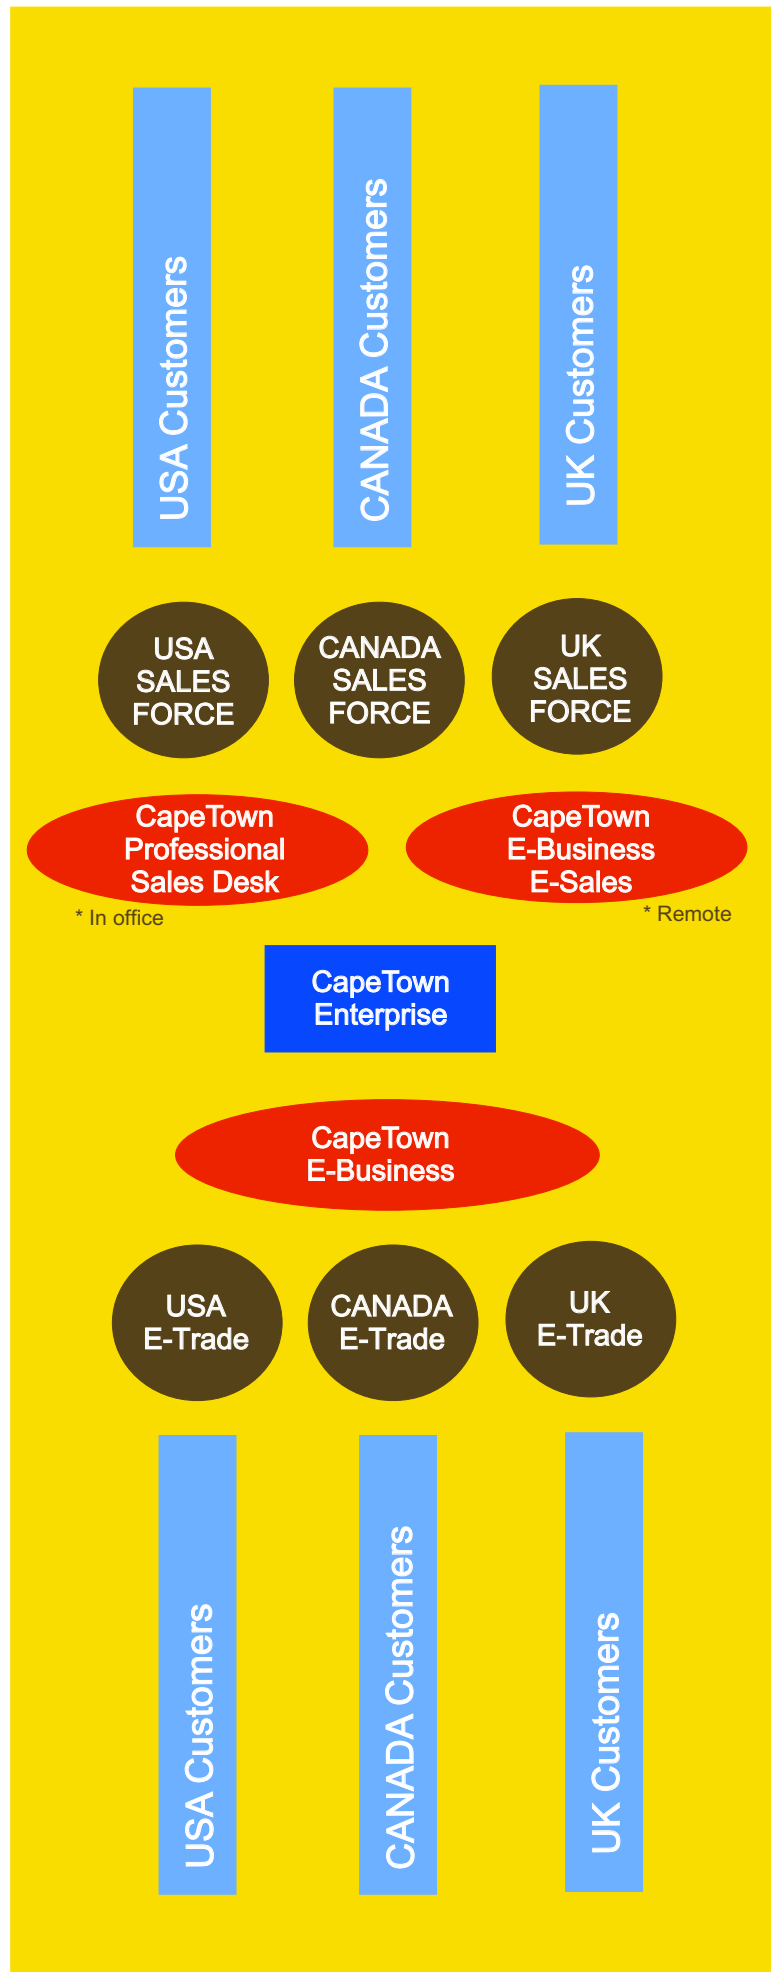 USA Customers
CANADA Customers
UK Customers
USA
SALES
FORCE
CANADA
SALES
FORCE
UK
SALES
FORCE
CapeTown
Professional
Sales Desk
* In office
CapeTown
E-Business
E-Sales
* Remote
CapeTown
Enterprise
CapeTown
E-Business
USA
E-Trade
CANADA
E-Trade
UK
E-Trade
USA Customers
CANADA Customers
UK Customers